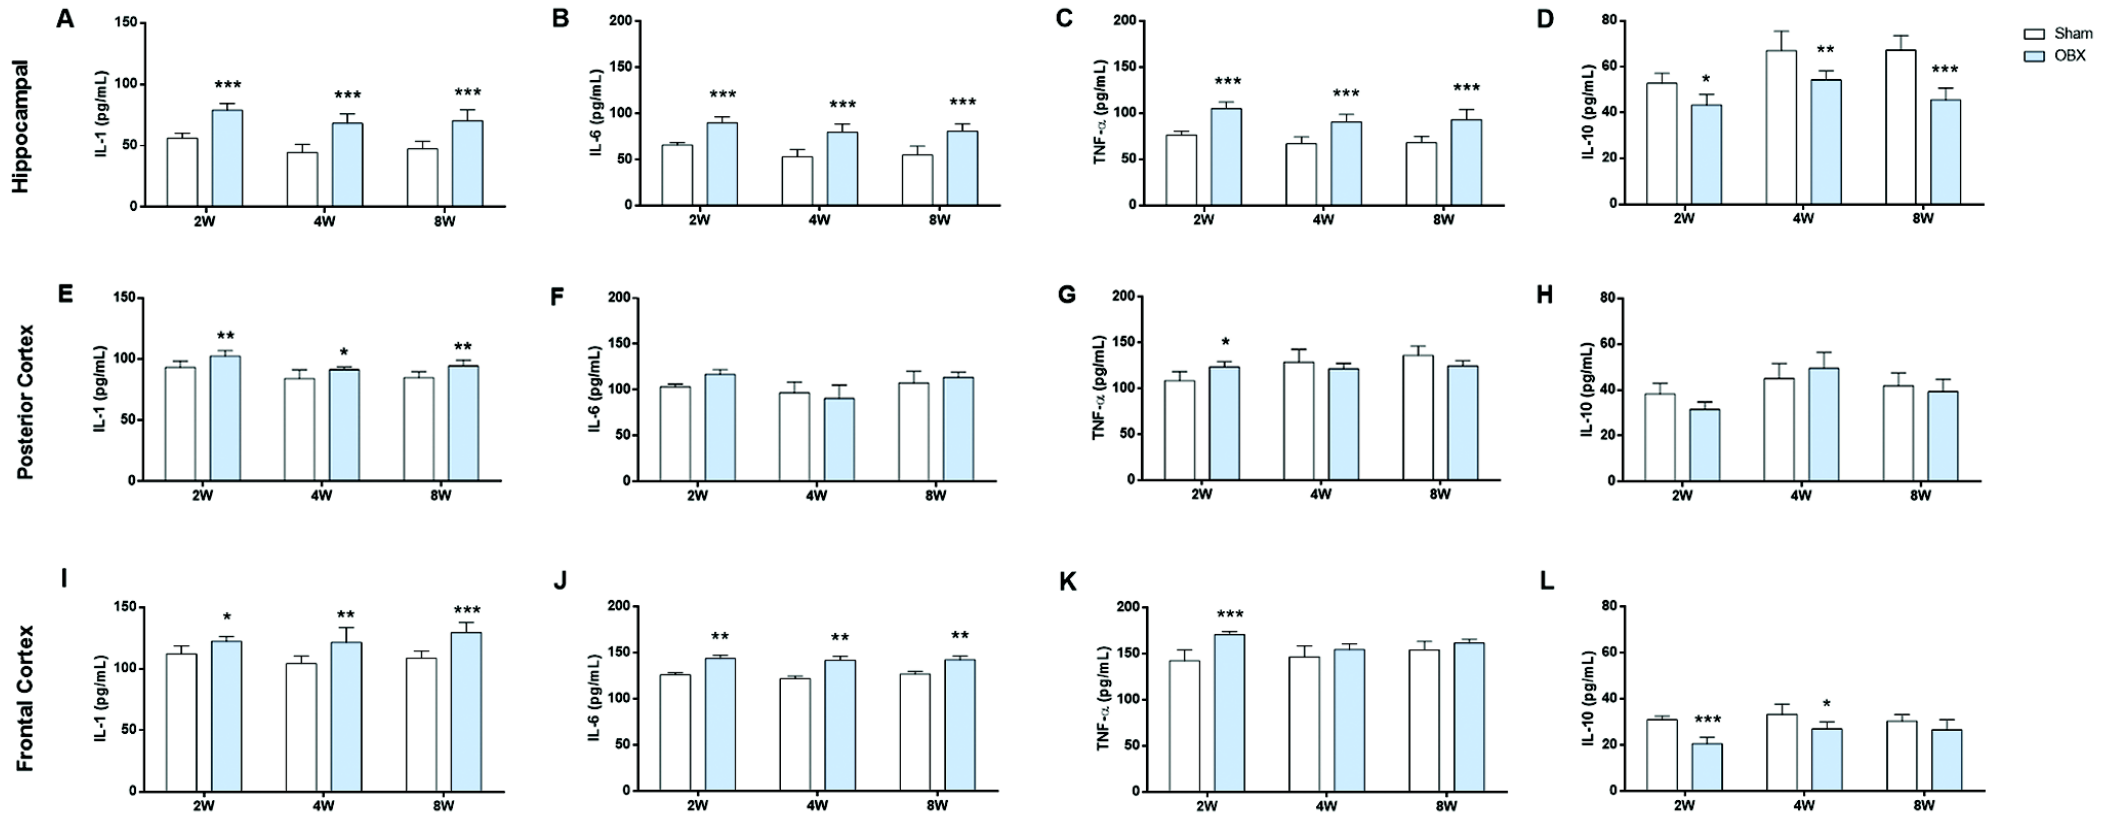 A
IL-1 (pg/mL)
150
100
50
0
***
***
***
2W
4W
8W
B
IL-6 (pg/mL)
200
150
100
50
0
***
***
***
2W
4W
8W
C
TNF-α (pg/mL)
200
150
100
50
0
***
***
***
2W
4W
8W
D
IL-10 (pg/mL)
80
60
40
20
0
*
**
***
2W
4W
8W
Sham
OBX
Hippocampal
E
IL-1 (pg/mL)
150
100
50
0
**
*
**
2W
4W
8W
F
IL-6 (pg/mL)
200
150
100
50
0
2W
4W
8W
G
TNF-α (pg/mL)
200
150
100
50
0
*
2W
4W
8W
H
IL-10 (pg/mL)
80
60
40
20
0
2W
4W
8W
Posterior Cortex
I
IL-1 (pg/mL)
150
100
50
0
*
**
***
2W
4W
8W
J
IL-6 (pg/mL)
200
150
100
50
0
**
**
**
2W
4W
8W
K
TNF-α (pg/mL)
200
150
100
50
0
***
2W
4W
8W
L
IL-10 (pg/mL)
80
60
40
20
0
***
*
2W
4W
8W
Frontal Cortex